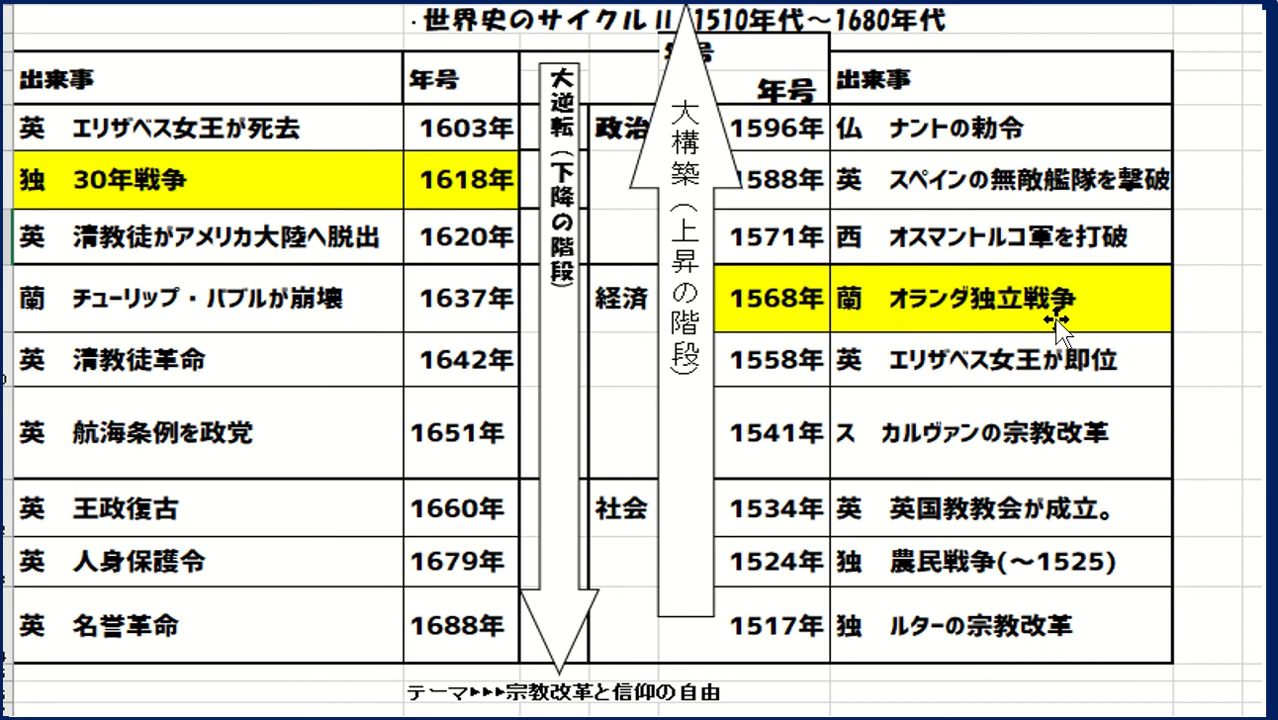 ・世界史のサイクルⅡ 1510年代～1680年代
出来事 年号 年号 年号 出来事
大逆転(下降の階段)
大構築(上昇の階段)
英 エリザベス女王が死去 1603年 政治 1596年 仏 ナントの勅令
独 30年戦争 1618年 1588年 英 スペインの無敵艦隊を撃破
英 清教徒がアメリカ大陸へ脱出 1620年 1571年 西 オスマントルコ軍を打破
蘭 チューリップ・バブルが崩壊 1637年 経済 1568年 蘭 オランダ独立戦争
英 清教徒革命 1642年 1558年 英 エリザベス女王が即位
英 航海条例を政党 1651年 1541年 ス カルヴァンの宗教改革
英 王政復古 1660年 社会 1534年 英 英国教教会が成立。
英 人身保護令 1679年 1524年 独 農民戦争(～1525)
英 名誉革命 1688年 1517年 独 ルターの宗教改革
テーマ▸▸▸宗教改革と信仰の自由